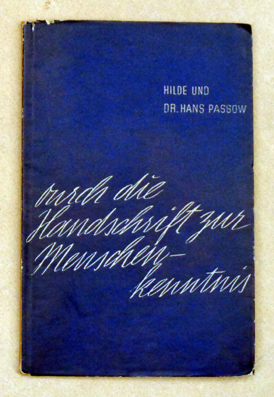 HILDE UND
DR. HANS PASSOW
durch die
Handschrift zur
Menschen-
kenntnis